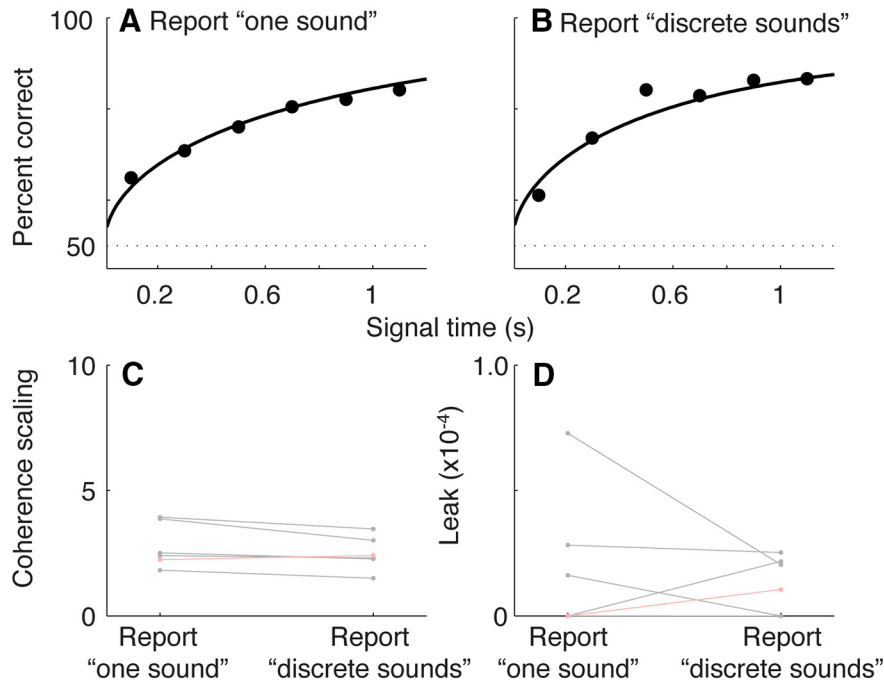 A Report “one sound”
B Report “discrete sounds”
100
50
Percent correct
0.2 0.6 1
0.2 0.6 1
Signal time (s)
C
10
5
0
Coherence scaling
Report Report
“one sound” “discrete sounds”
D
1.0
0
Leak (x10-4)
Report Report
“one sound” “discrete sounds”